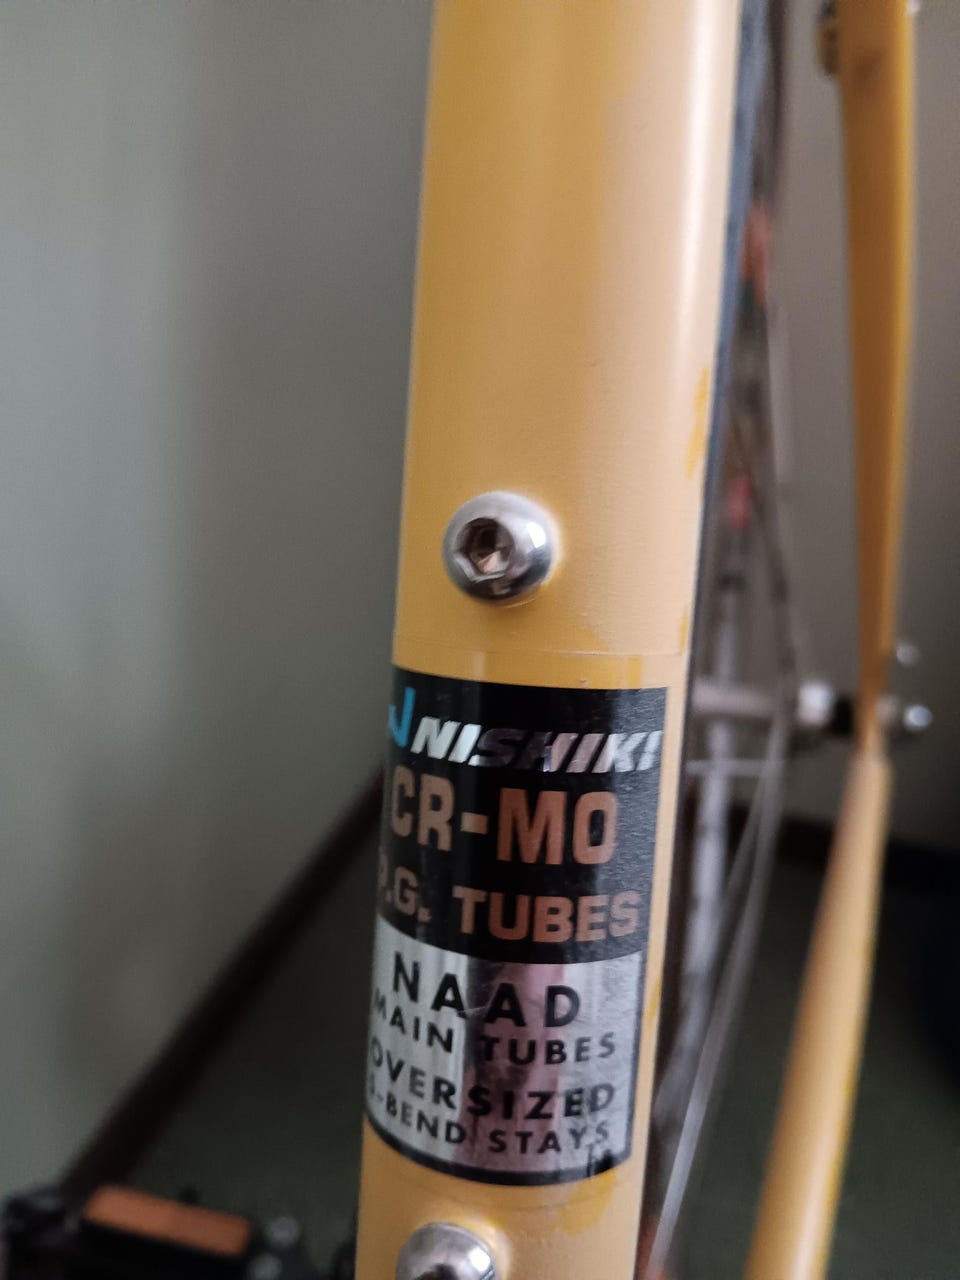 NISHIKI
CR-MO
P.G. TUBES
NAAD
MAIN TUBES
OVERSIZED
-BEND STAYS